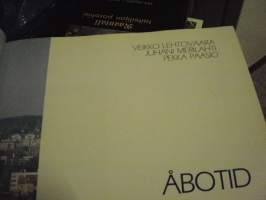 VEIKKO LEHTOVAARA
JUHANI MERILAHTI
PEKKA PAASIO
ÅBOTID